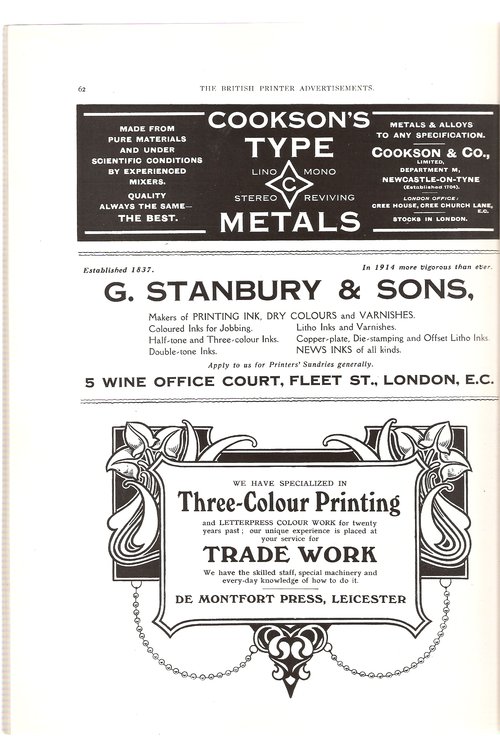 62
THE BRITISH PRINTER ADVERTISEMENTS.
MADE FROM
PURE MATERIALS
AND UNDER
SCIENTIFIC CONDITIONS
BY EXPERIENCED
MIXERS.
QUALITY
ALWAYS THE SAME—
THE BEST.
COOKSON'S
TYPE
LINO MONO
C
STEREO REVIVING
METALS
METALS & ALLOYS
TO ANY SPECIFICATION.
COOKSON & CO.,
LIMITED,
DEPARTMENT M,
NEWCASTLE-ON-TYNE
(Established 1704).
LONDON OFFICE:
CREE HOUSE, CREE CHURCH LANE,
E.C.
STOCKS IN LONDON.
Established 1837.
In 1914 more vigorous than ever.
G. STANBURY & SONS,
Makers of PRINTING INK, DRY COLOURS and VARNISHES.
Coloured Inks for Jobbing. Litho Inks and Varnishes.
Half-tone and Three-colour Inks. Copper-plate, Die-stamping and Offset Litho Inks.
Double-tone Inks. NEWS INKS of all kinds.
Apply to us for Printers' Sundries generally.
5 WINE OFFICE COURT, FLEET ST., LONDON, E.C.
WE HAVE SPECIALIZED IN
Three-Colour Printing
and LETTERPRESS COLOUR WORK for twenty
years past; our unique experience is placed at
your service for
TRADE WORK
We have the skilled staff, special machinery and
every-day knowledge of how to do it.
DE MONTFORT PRESS, LEICESTER